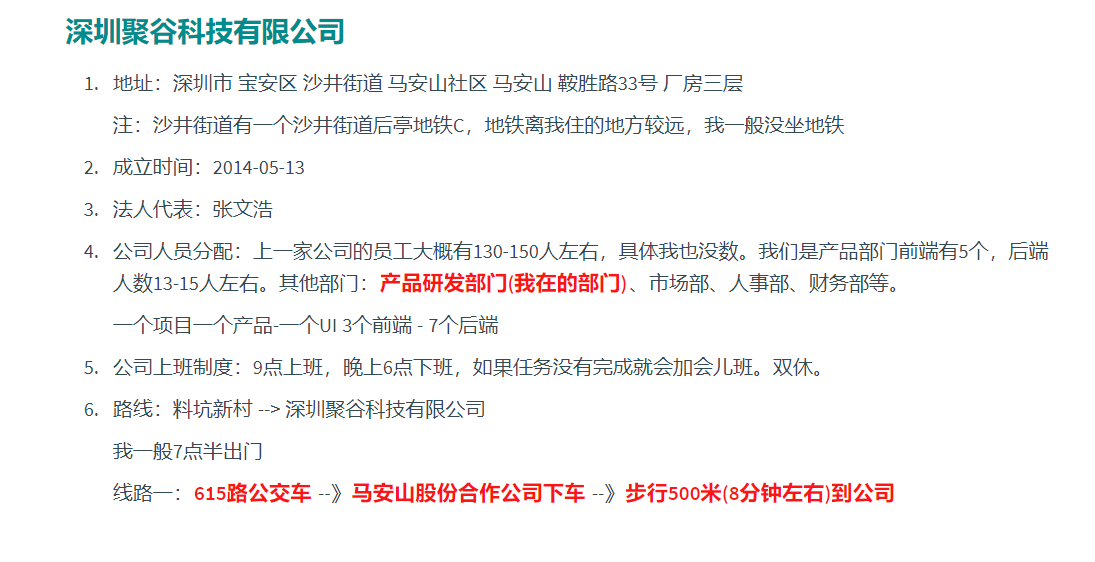 深圳聚谷科技有限公司
1. 地址：深圳市 宝安区 沙井街道 马安山社区 马安山 鞍胜路33号 厂房三层
注：沙井街道有一个沙井街道后亭地铁C，地铁离我住的地方较远，我一般没坐地铁
2. 成立时间：2014-05-13
3. 法人代表：张文浩
4. 公司人员分配：上一家公司的员工大概有130-150人左右，具体我也没数。我们是产品部门前端有5个，后端
人数13-15人左右。其他部门：产品研发部门(我在的部门)、市场部、人事部、财务部等。
一个项目一个产品-一个UI 3个前端 - 7个后端
5. 公司上班制度：9点上班，晚上6点下班，如果任务没有完成就会加会儿班。双休。
6. 路线：料坑新村 --> 深圳聚谷科技有限公司
我一般7点半出门
线路一：615路公交车 --》马安山股份合作公司下车 --》步行500米(8分钟左右)到公司